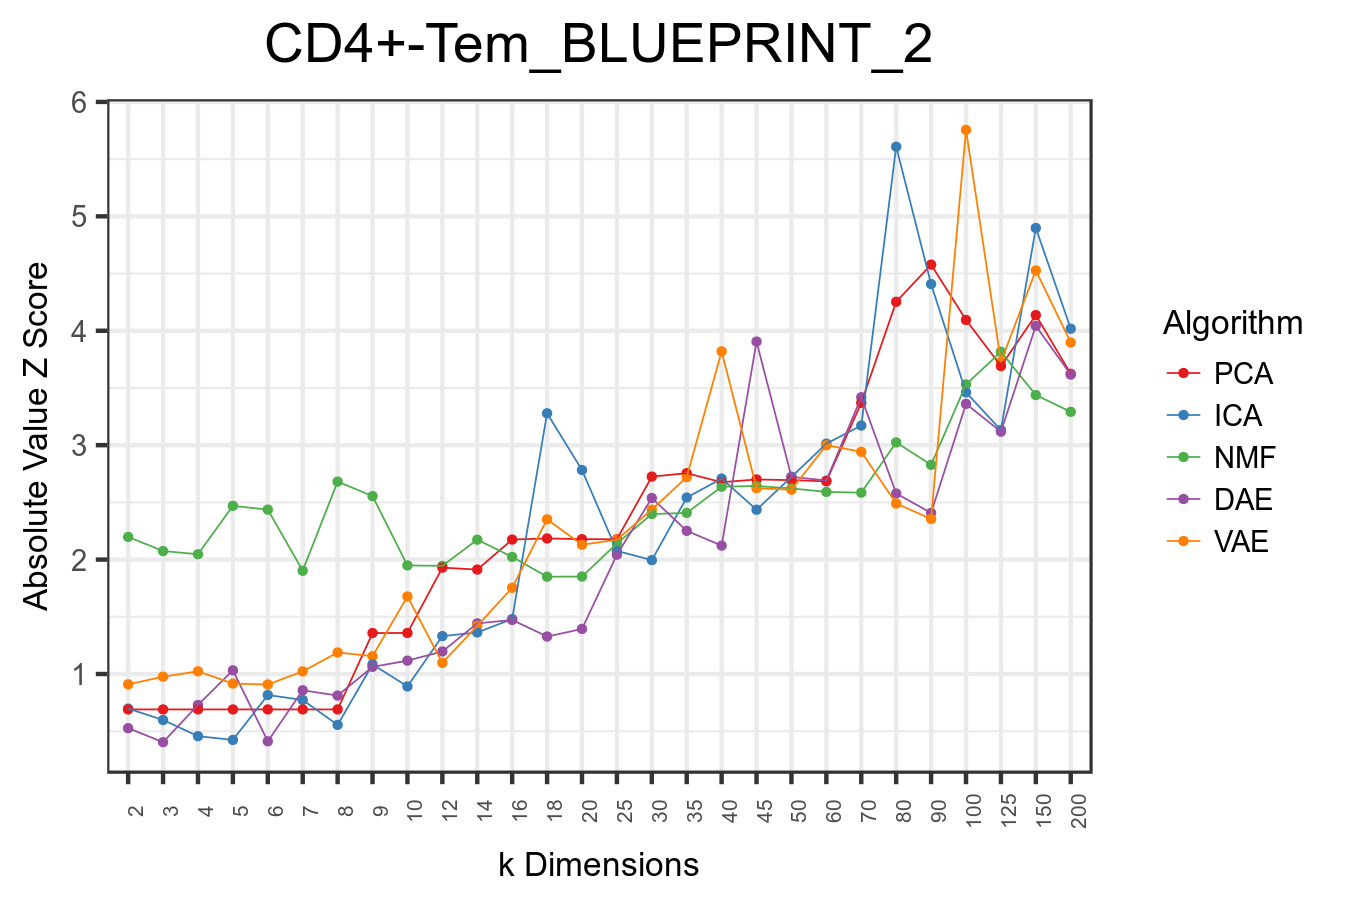 CD4+-Tem_BLUEPRINT_2
Absolute Value Z Score
6
5
4
3
2
1
2 3 4 5 6 7 8 9 10 12 14 16 18 20 25 30 35 40 45 50 60 70 80 90 100 125 150 200
k Dimensions
Algorithm
PCA
ICA
NMF
DAE
VAE